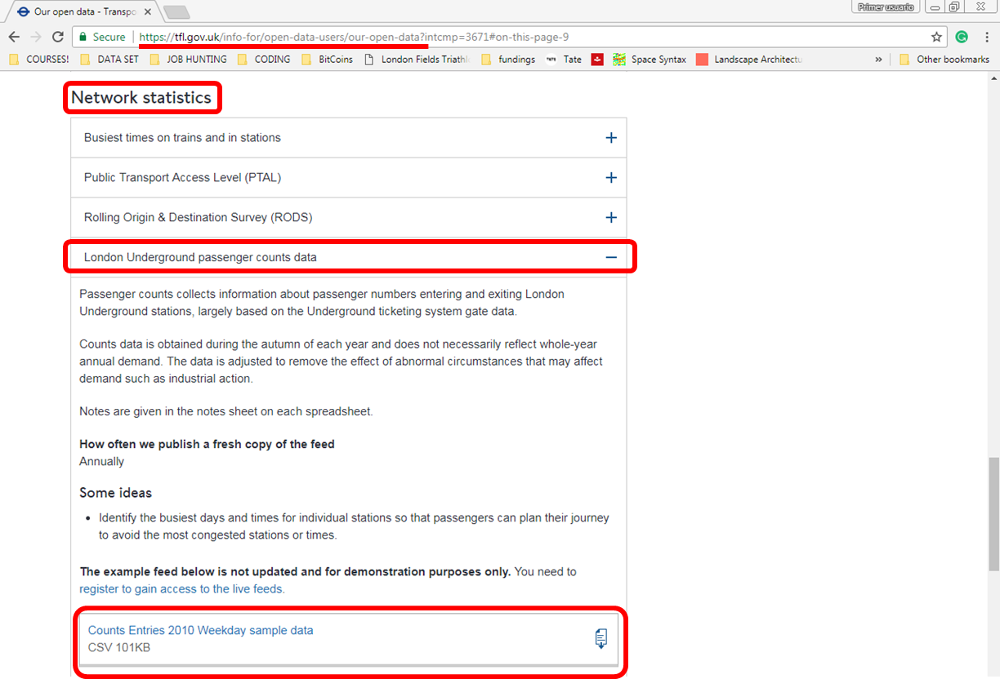 Our open data - Transpo
Primer usuario
Secure
https://tfl.gov.uk/info-for/open-data-users/our-open-data?intcmp=3671#on-this-page-9
COURSES! DATA SET JOB HUNTING CODING BitCoins London Fields Triathl fundings Tate Space Syntax Landscape Architectu » Other bookmarks
Network statistics
Busiest times on trains and in stations
Public Transport Access Level (PTAL)
Rolling Origin & Destination Survey (RODS)
London Underground passenger counts data
Passenger counts collects information about passenger numbers entering and exiting London
Underground stations, largely based on the Underground ticketing system gate data.
Counts data is obtained during the autumn of each year and does not necessarily reflect whole-year
annual demand. The data is adjusted to remove the effect of abnormal circumstances that may affect
demand such as industrial action.
Notes are given in the notes sheet on each spreadsheet.
How often we publish a fresh copy of the feed
Annually
Some ideas
• Identify the busiest days and times for individual stations so that passengers can plan their journey
to avoid the most congested stations or times.
The example feed below is not updated and for demonstration purposes only. You need to
register to gain access to the live feeds.
Counts Entries 2010 Weekday sample data
CSV 101KB